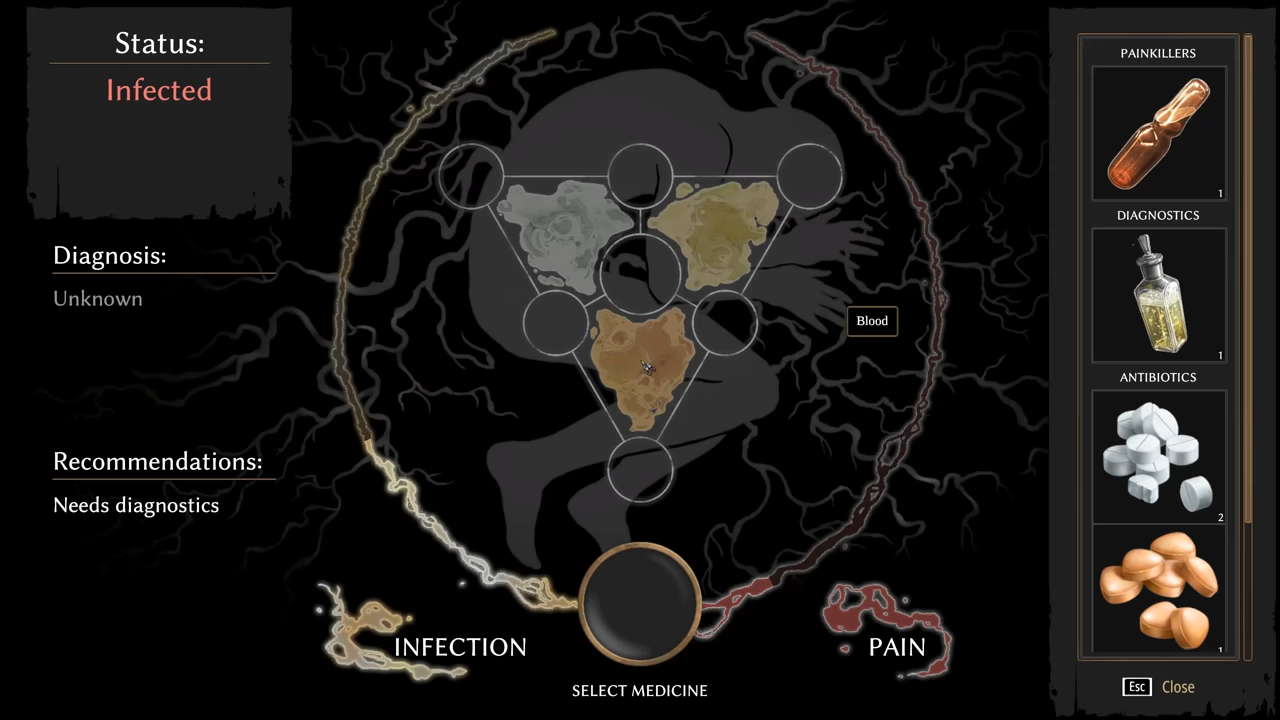 Status:
Infected
Diagnosis:
Unknown
Recommendations:
Needs diagnostics
Blood
INFECTION
PAIN
SELECT MEDICINE
PAINKILLERS
1
DIAGNOSTICS
1
ANTIBIOTICS
2
1
Esc Close